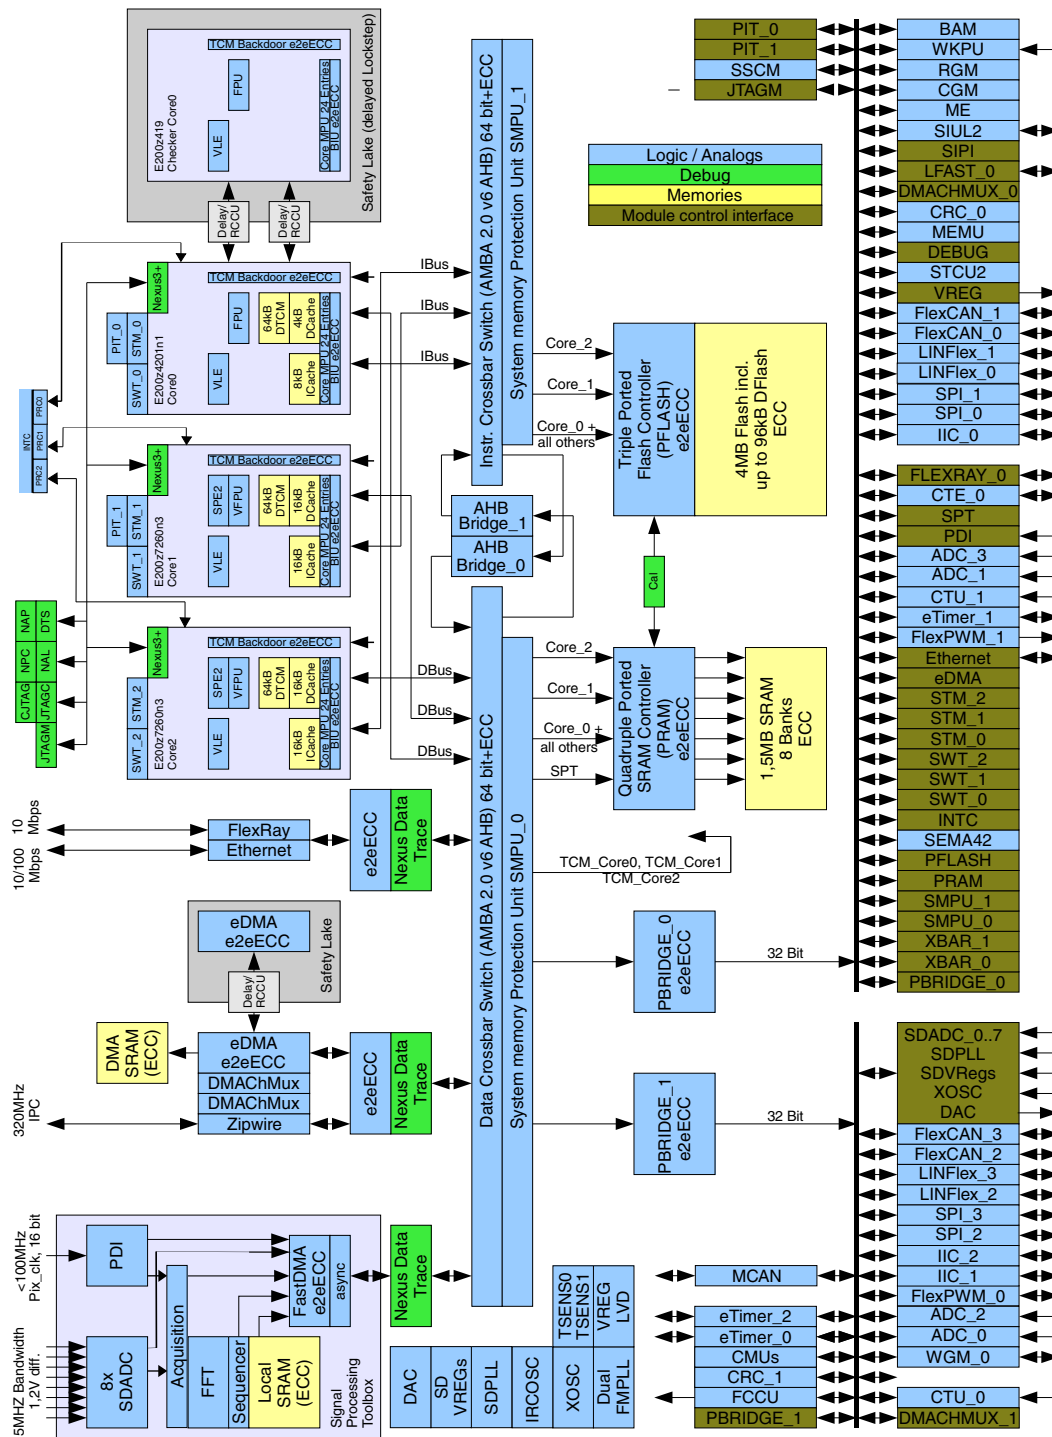 TCM Backdoor e2eECC
FPU
VLE
Core MPU 24 Entries
BIU e2eECC
E200z419
Checker Core0
Safety Lake (delayed Lockstep)
Delay/
RCCU
Delay/
RCCU
Nexus3+
PIT_0
STM_0
SWT_0
E200z4201n1
Core0
TCM Backdoor e2eECC
FPU
VLE
64kB
DTCM
4kB
DCache
8kB
ICache
Core MPU 24 Entries
BIU e2eECC
INTC
PRC0
PRC1
PRC2
Nexus3+
PIT_1
STM_1
SWT_1
E200z7260n3
Core1
TCM Backdoor e2eECC
SPE2
VFPU
VLE
64kB
DTCM
16kB
DCache
16kB
ICache
Core MPU 24 Entries
BIU e2eECC
Nexus3+
STM_2
SWT_2
E200z7260n3
Core2
TCM Backdoor e2eECC
SPE2
VFPU
VLE
64kB
DTCM
16kB
DCache
16kB
ICache
Core MPU 24 Entries
BIU e2eECC
NAP
DTS
NPC
NAL
CJTAG
JTAGC
JTAGM
IBus
IBus
IBus
DBus
DBus
DBus
Instr. Crossbar Switch (AMBA 2.0 v6 AHB) 64 bit+ECC
System memory Protection Unit SMPU_1
AHB
Bridge_1
AHB
Bridge_0
Data Crossbar Switch (AMBA 2.0 v6 AHB) 64 bit+ECC
System memory Protection Unit SMPU_0
Logic / Analogs
Debug
Memories
Module control interface
Core_2
Core_1
Core_0 +
all others
Triple Ported
Flash Controller
(PFLASH)
e2eECC
4MB Flash incl.
up to 96kB DFlash
ECC
Cal
Core_2
Core_1
Core_0 +
all others
SPT
Quadruple Ported
SRAM Controller
(PRAM)
e2eECC
1,5MB SRAM
8 Banks
ECC
TCM_Core0, TCM_Core1
TCM_Core2
10
Mbps
10/100
Mbps
FlexRay
Ethernet
e2eECC
Nexus Data
Trace
eDMA
e2eECC
Safety Lake
Delay/
RCCU
DMA
SRAM
(ECC)
eDMA
e2eECC
DMAChMux
DMAChMux
Zipwire
e2eECC
Nexus Data
Trace
320MHz
IPC
PBRIDGE_0
e2eECC
32 Bit
PBRIDGE_1
e2eECC
32 Bit
<100MHz
Pix_clk, 16 bit
5MHZ Bandwidth
1,2V diff.
PDI
8x
SDADC
Acquisition
FFT
Sequencer
Local
SRAM
(ECC)
FastDMA
e2eECC
async
Signal
Processing
Toolbox
Nexus Data
Trace
DAC
SD
VREGs
SDPLL
IRCOSC
XOSC
Dual
FMPLL
TSENS0
TSENS1
VREG
LVD
PIT_0
PIT_1
SSCM
JTAGM
BAM
WKPU
RGM
CGM
ME
SIUL2
SIPI
LFAST_0
DMACHMUX_0
CRC_0
MEMU
DEBUG
STCU2
VREG
FlexCAN_1
FlexCAN_0
LINFlex_1
LINFlex_0
SPI_1
SPI_0
IIC_0
FLEXRAY_0
CTE_0
SPT
PDI
ADC_3
ADC_1
CTU_1
eTimer_1
FlexPWM_1
Ethernet
eDMA
STM_2
STM_1
STM_0
SWT_2
SWT_1
SWT_0
INTC
SEMA42
PFLASH
PRAM
SMPU_1
SMPU_0
XBAR_1
XBAR_0
PBRIDGE_0
SDADC_0..7
SDPLL
SDVRegs
XOSC
DAC
FlexCAN_3
FlexCAN_2
LINFlex_3
LINFlex_2
SPI_3
SPI_2
IIC_2
IIC_1
FlexPWM_0
ADC_2
ADC_0
WGM_0
CTU_0
DMACHMUX_1
MCAN
eTimer_2
eTimer_0
CMUs
CRC_1
FCCU
PBRIDGE_1